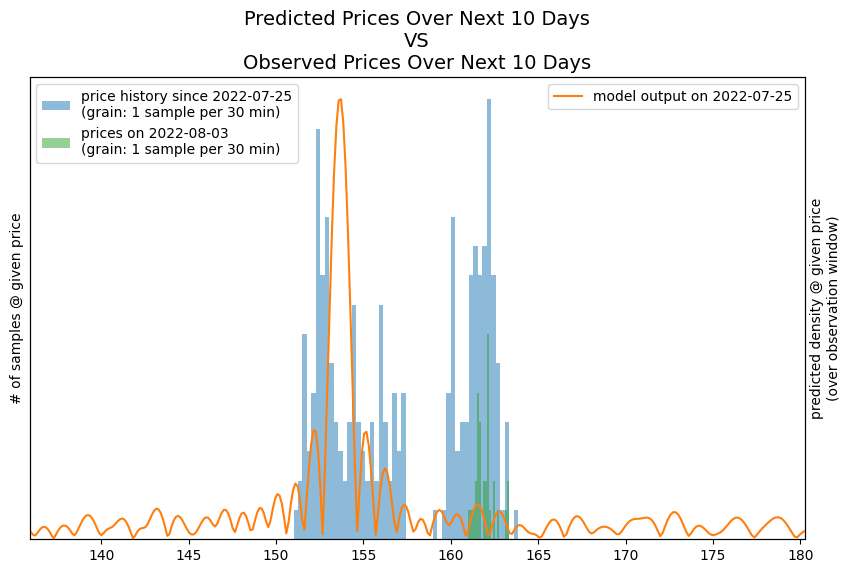 Predicted Prices Over Next 10 Days
VS
Observed Prices Over Next 10 Days
price history since 2022-07-25
(grain: 1 sample per 30 min)
prices on 2022-08-03
(grain: 1 sample per 30 min)
model output on 2022-07-25
# of samples @ given price
predicted density @ given price
(over observation window)
140 145 150 155 160 165 170 175 180